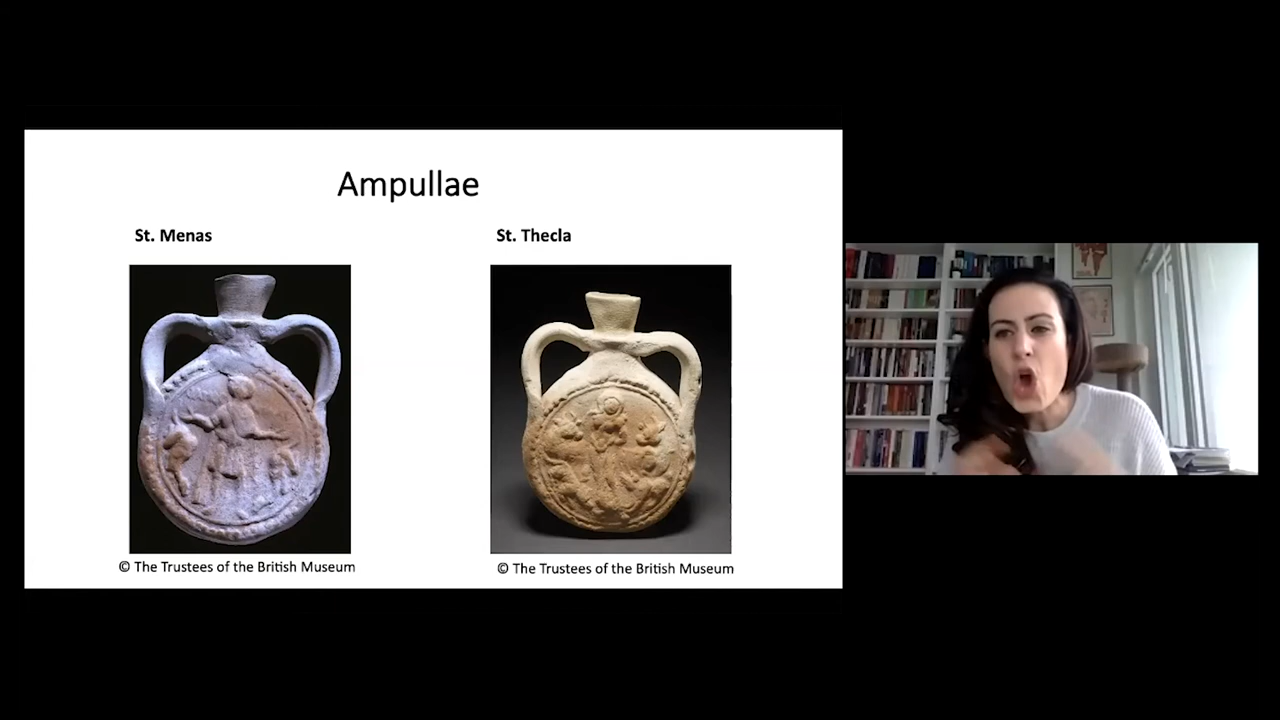 Ampullae
St. Menas
St. Thecla
© The Trustees of the British Museum
© The Trustees of the British Museum